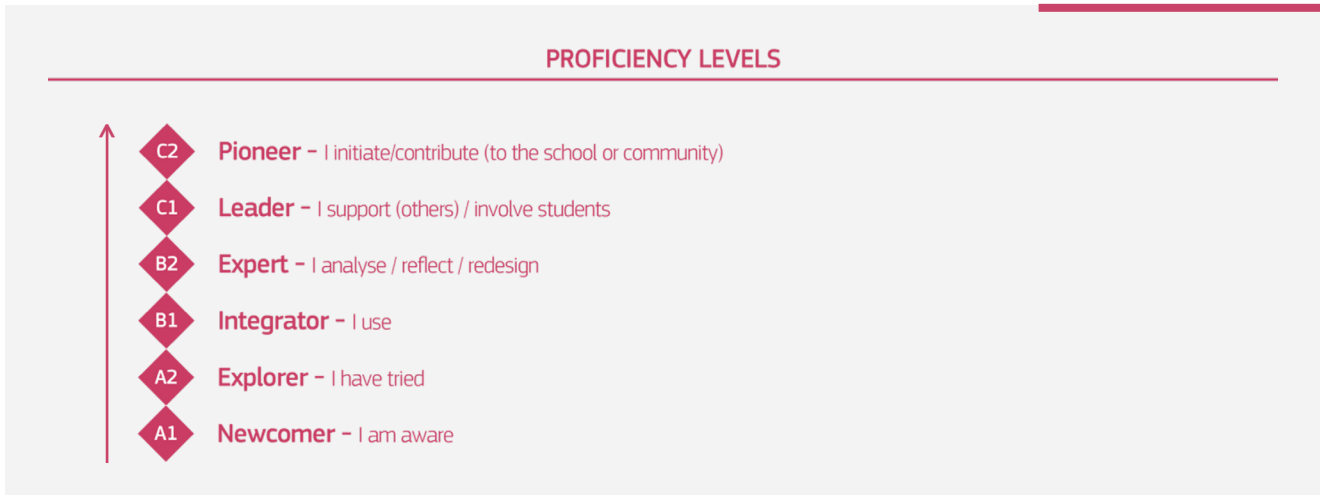 PROFICIENCY LEVELS
C2 Pioneer – I initiate/contribute (to the school or community)
C1 Leader – I support (others) / involve students
B2 Expert – I analyse / reflect / redesign
B1 Integrator – I use
A2 Explorer – I have tried
A1 Newcomer – I am aware